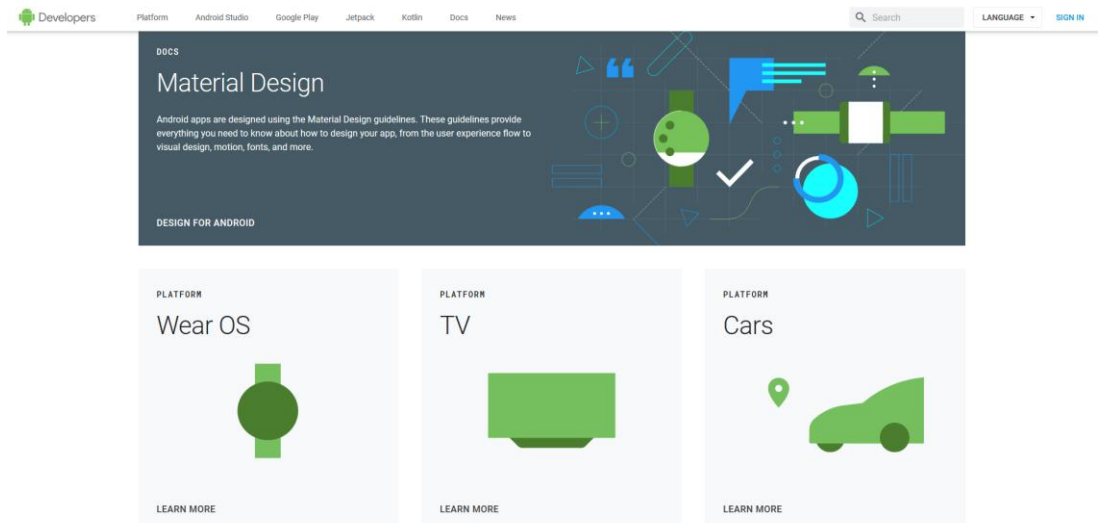 Developers
Platform
Android Studio
Google Play
Jetpack
Kotlin
Docs
News
Search
LANGUAGE
SIGN IN
DOCS
Material Design
Android apps are designed using the Material Design guidelines. These guidelines provide
everything you need to know about how to design your app, from the user experience flow to
visual design, motion, fonts, and more.
DESIGN FOR ANDROID
PLATFORM
Wear OS
LEARN MORE
PLATFORM
TV
LEARN MORE
PLATFORM
Cars
LEARN MORE